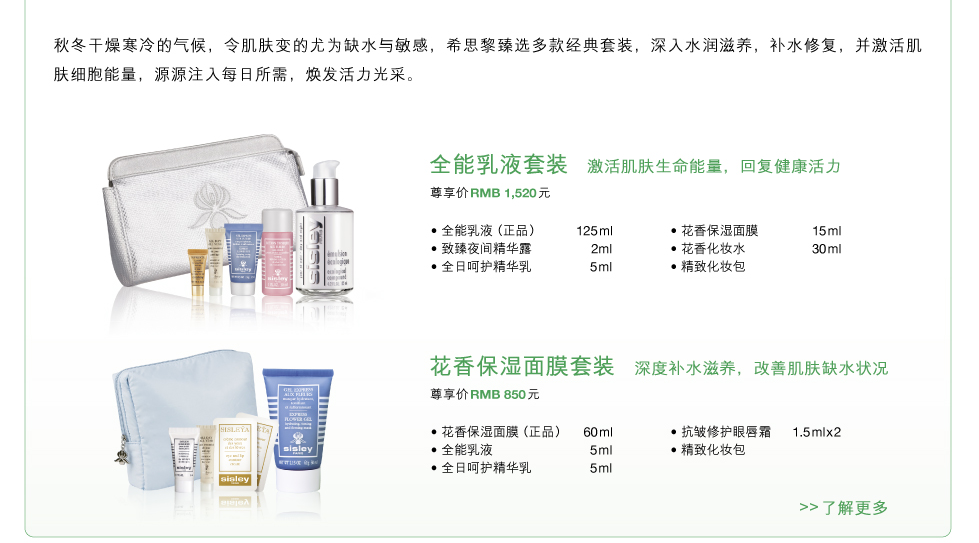 秋冬干燥寒冷的气候，令肌肤变的尤为缺水与敏感，希思黎臻选多款经典套装，深入水润滋养，补水修复，并激活肌
肤细胞能量，源源注入每日所需，焕发活力光采。
全能乳液套装 激活肌肤生命能量，回复健康活力
尊享价RMB 1,520元
• 全能乳液（正品） 125ml
• 致臻夜间精华露 2ml
• 全日呵护精华乳 5ml
• 花香保湿面膜 15ml
• 花香化妆水 30ml
• 精致化妆包
sisley
花香保湿面膜套装 深度补水滋养，改善肌肤缺水状况
尊享价RMB 850元
• 花香保湿面膜（正品） 60ml
• 全能乳液 5ml
• 全日呵护精华乳 5ml
• 抗皱修护眼唇霜 1.5mlx2
• 精致化妆包
SISLEŸA
sisley
EXPRESS
FLOWER GEL
sisley
>>了解更多